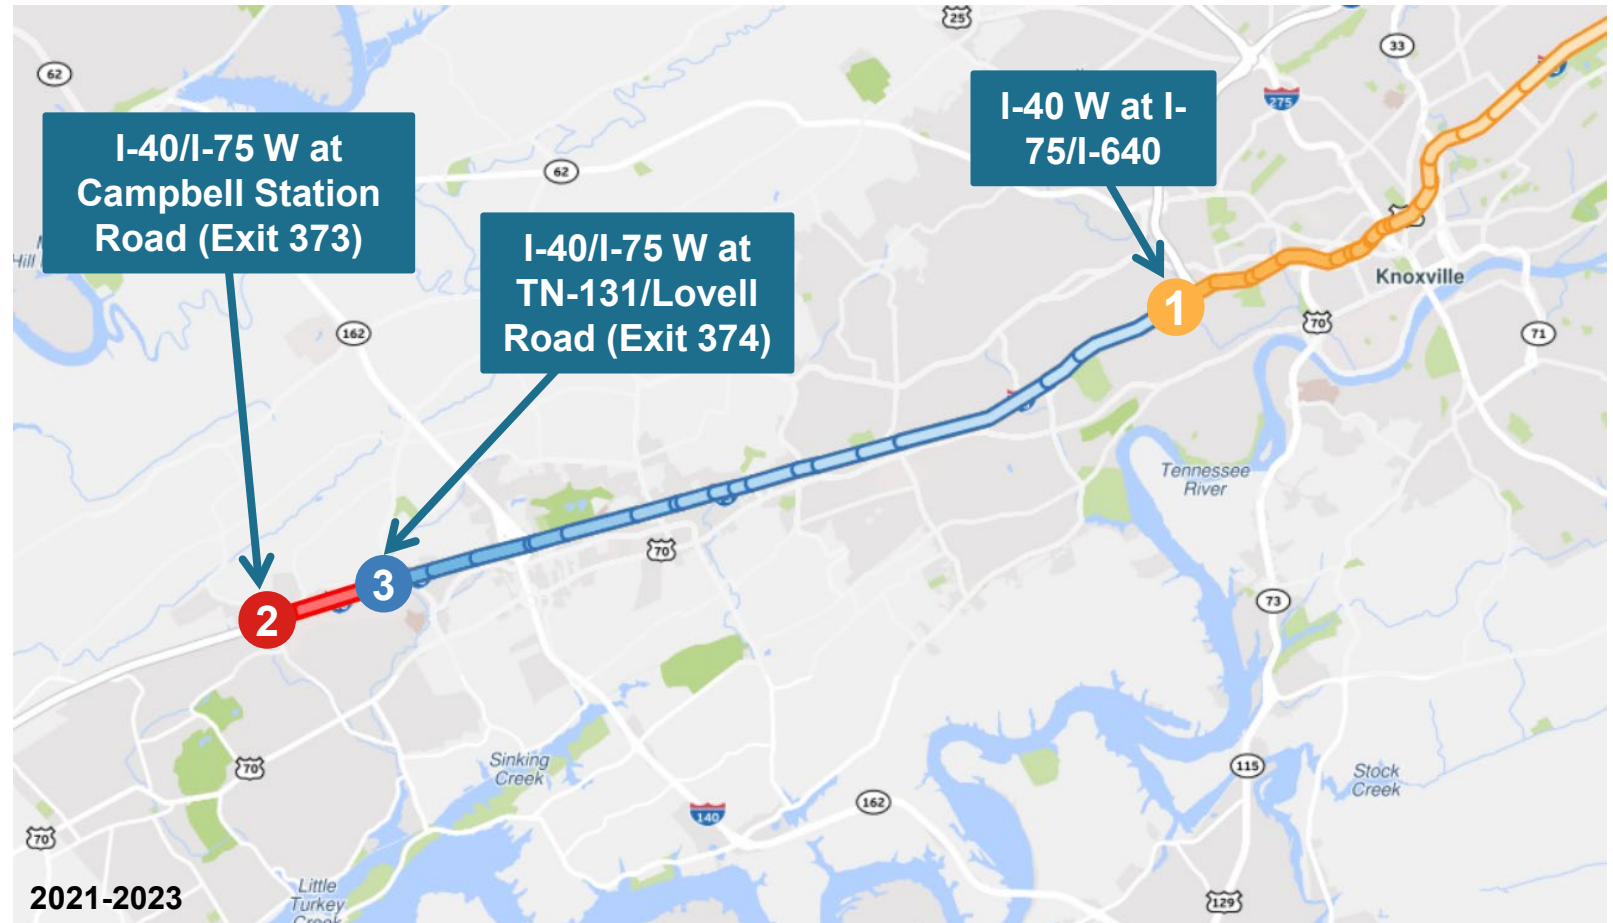 25
33
62
275
I-40 W at I-
75/I-640
I-40/I-75 W at
Campbell Station
Road (Exit 373)
62
I-40/I-75 W at
TN-131/Lovell
Road (Exit 374)
Hill
Knoxville
1
162
70
71
Tennessee
River
70
3
2
73
Sinking
Creek
70
115
Stock
Creek
162
140
70
2021-2023
Little
Turkey
Creek
129